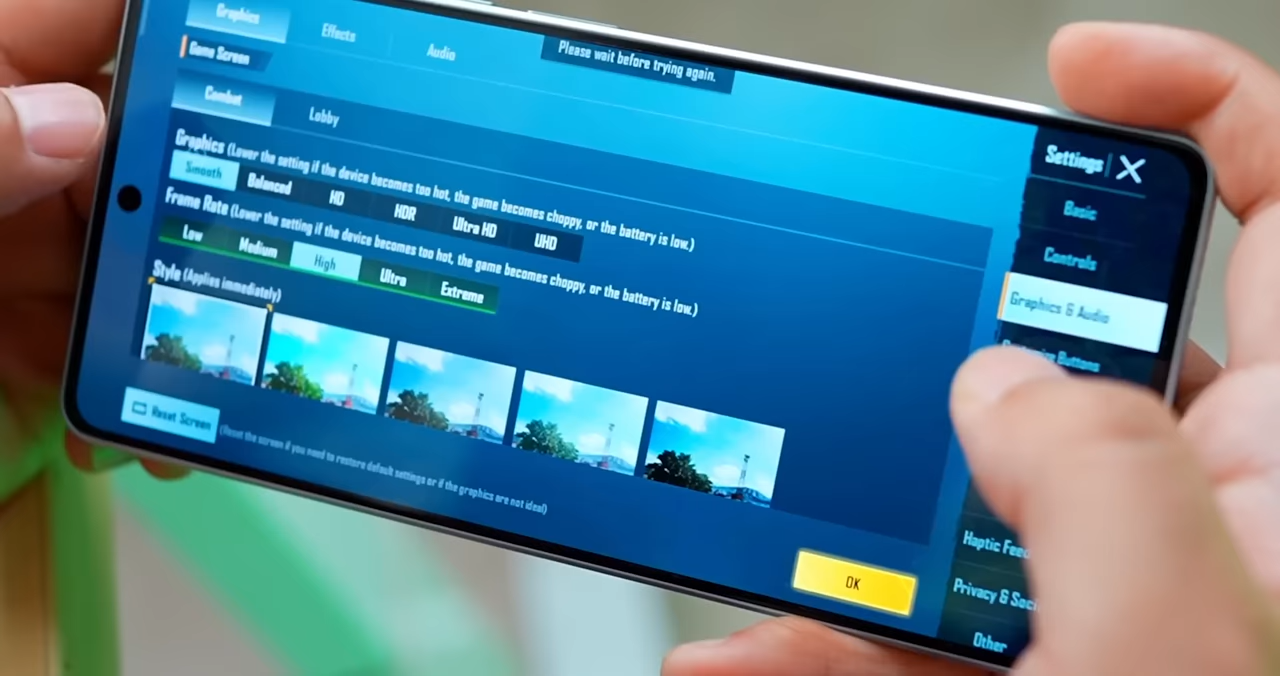 Graphics
Effects
Audio
Please wait before trying again.
Game Screen
Combat
Lobby
Graphics (Lower the setting if the device becomes too hot, the game becomes choppy, or the battery is low.)
Smooth
Balanced
HD
HDR
Ultra HD
UHD
Frame Rate (Lower the setting if the device becomes too hot, the game becomes choppy, or the battery is low.)
Low
Medium
High
Ultra
Extreme
Style (Applies immediately)
Reset Screen
(Reset the screen if you need to restore default settings or if the graphics are not ideal)
OK
Settings
Basic
Controls
Graphics & Audio
Buttons
Haptic Feed
Privacy & Soci
Other